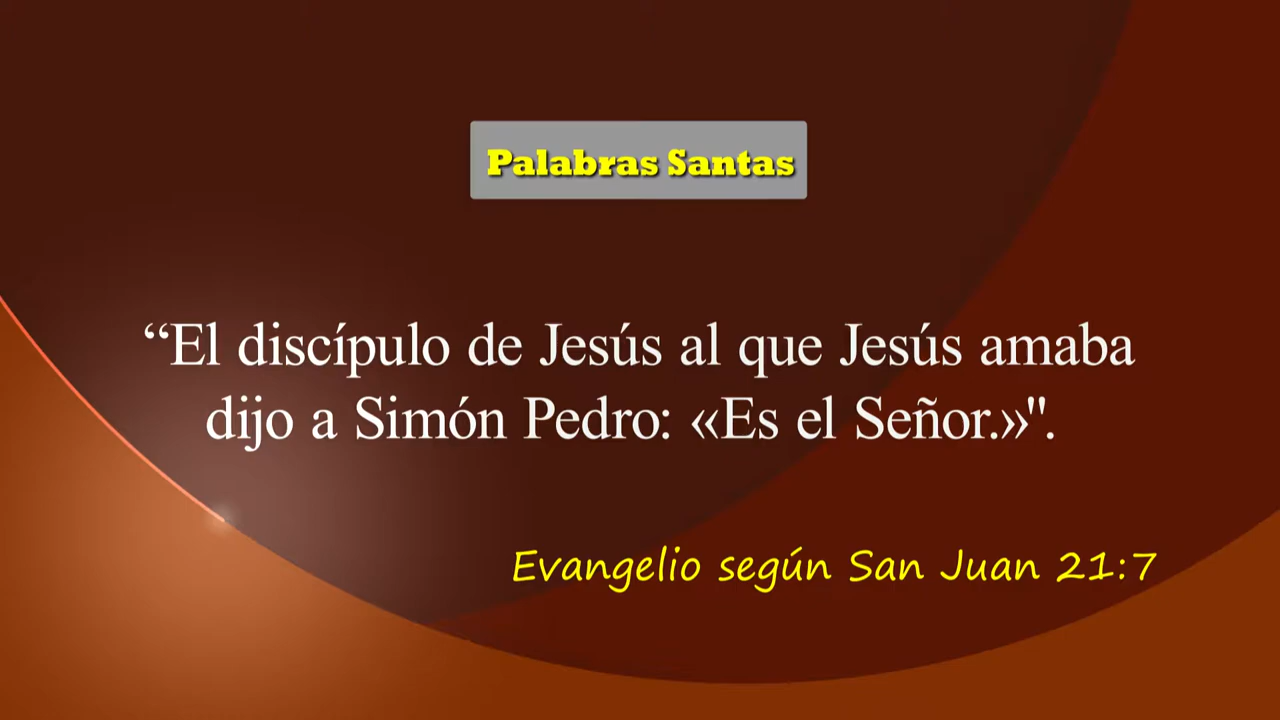 Palabras Santas
“El discípulo de Jesús al que Jesús amaba
dijo a Simón Pedro: «Es el Señor.»".
Evangelio según San Juan 21:7